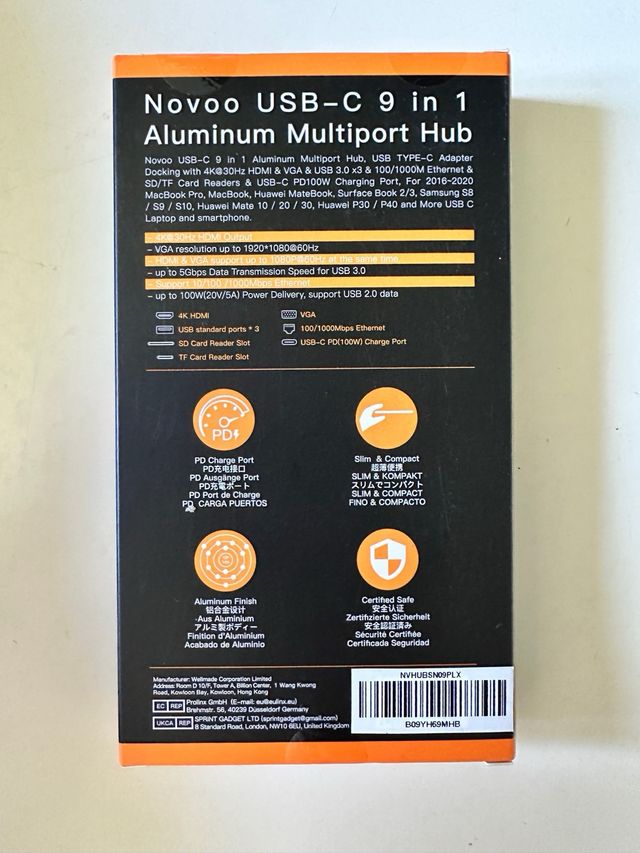 Novoo USB-C 9 in 1
Aluminum Multiport Hub
Novoo USB-C 9 in 1 Aluminum Multiport Hub, USB TYPE-C Adapter
Docking with 4K@30Hz HDMI & VGA & USB 3.0 x3 & 100/1000M Ethernet &
SD/TF Card Readers & USB-C PD100W Charging Port, For 2016-2020
MacBook Pro, MacBook, Huawei MateBook, Surface Book 2/3, Samsung S8
/ S9 / S10, Huawei Mate 10 / 20 / 30, Huawei P30 / P40 and More USB C
Laptop and smartphone.
- 4K@30Hz HDMI Output
- VGA resolution up to 1920*1080@60Hz
- HDMI & VGA support up to 1080P@60Hz at the same time
- up to 5Gbps Data Transmission Speed for USB 3.0
- Support 10/100 /1000Mbps Ethernet
- up to 100W(20V/5A) Power Delivery, support USB 2.0 data
4K HDMI
VGA
USB standard ports * 3
100/1000Mbps Ethernet
SD Card Reader Slot
USB-C PD(100W) Charge Port
TF Card Reader Slot
PD
PD Charge Port
PD充电接口
PD Ausgänge Port
PD充電ポート
PD Port de Charge
PD CARGA PUERTOS
Slim & Compact
超薄便携
SLIM & KOMPAKT
スリムでコンパクト
SLIM & COMPACT
FINO & COMPACTO
Aluminum Finish
铝合金设计
Aus Aluminium
アルミ製ボディー
Finition d'Aluminium
Acabado de Aluminio
Certified Safe
安全认证
Zertifizierte Sicherheit
安全認証済み
Sécurité Certifiée
Certificada Seguridad
Manufacturer: Wellmade Corporation Limited
Address: Room D 10/F, Tower A, Billion Center, 1 Wang Kwong
Road, Kowloon Bay, Kowloon, Hong Kong
EC REP
Prolinx GmbH (E-mail: eu@eulinx.eu)
Brehmstr. 56, 40239 Düsseldorf Germany
UKCA REP
SPRINT GADGET LTD (sprintgadget@gmail.com)
8 Standard Road, London, NW10 6EU, United Kingdom
NVHUBSN09PLX
B09YH69MHB